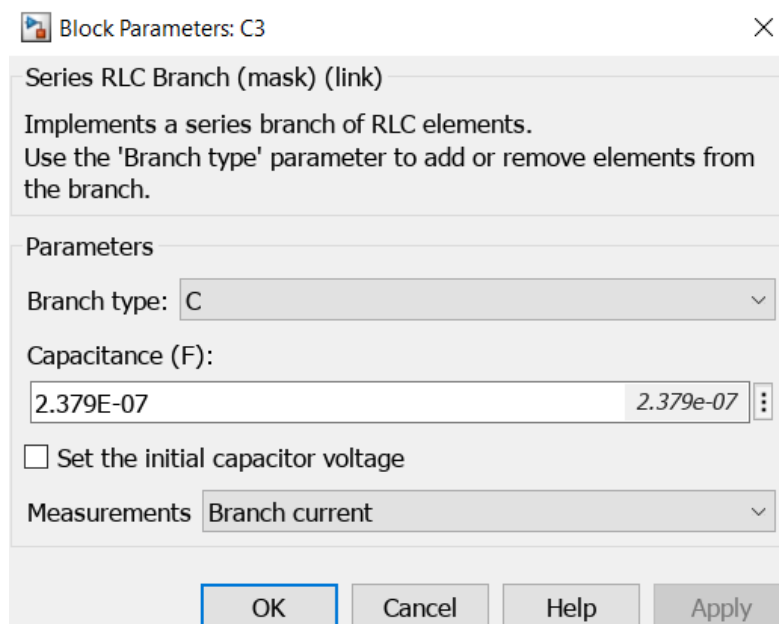 Block Parameters: C3
Series RLC Branch (mask) (link)
Implements a series branch of RLC elements.
Use the 'Branch type' parameter to add or remove elements from
the branch.
Parameters
Branch type: C
Capacitance (F):
2.379E-07 2.379e-07
Set the initial capacitor voltage
Measurements Branch current
OK Cancel Help Apply